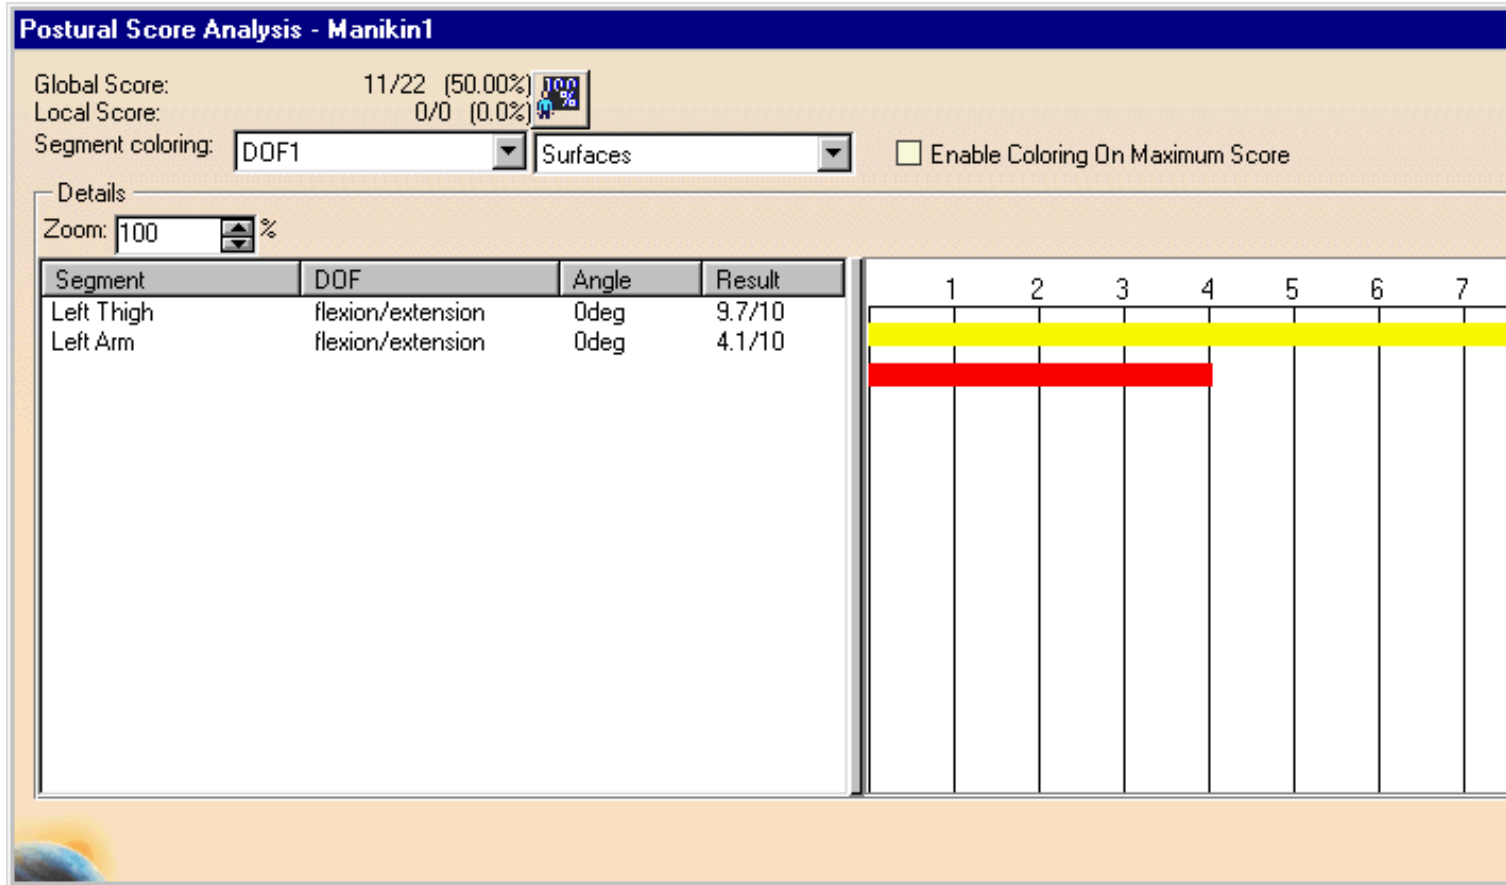 Postural Score Analysis - Manikin1
Global Score: 11/22 (50.00%)
100
%
Local Score: 0/0 (0.0%)
Segment coloring: DOF1 Surfaces Enable Coloring On Maximum Score
Details
Zoom: 100 %
Segment DOF Angle Result
1 2 3 4 5 6 7
Left Thigh flexion/extension 0deg 9.7/10
Left Arm flexion/extension 0deg 4.1/10